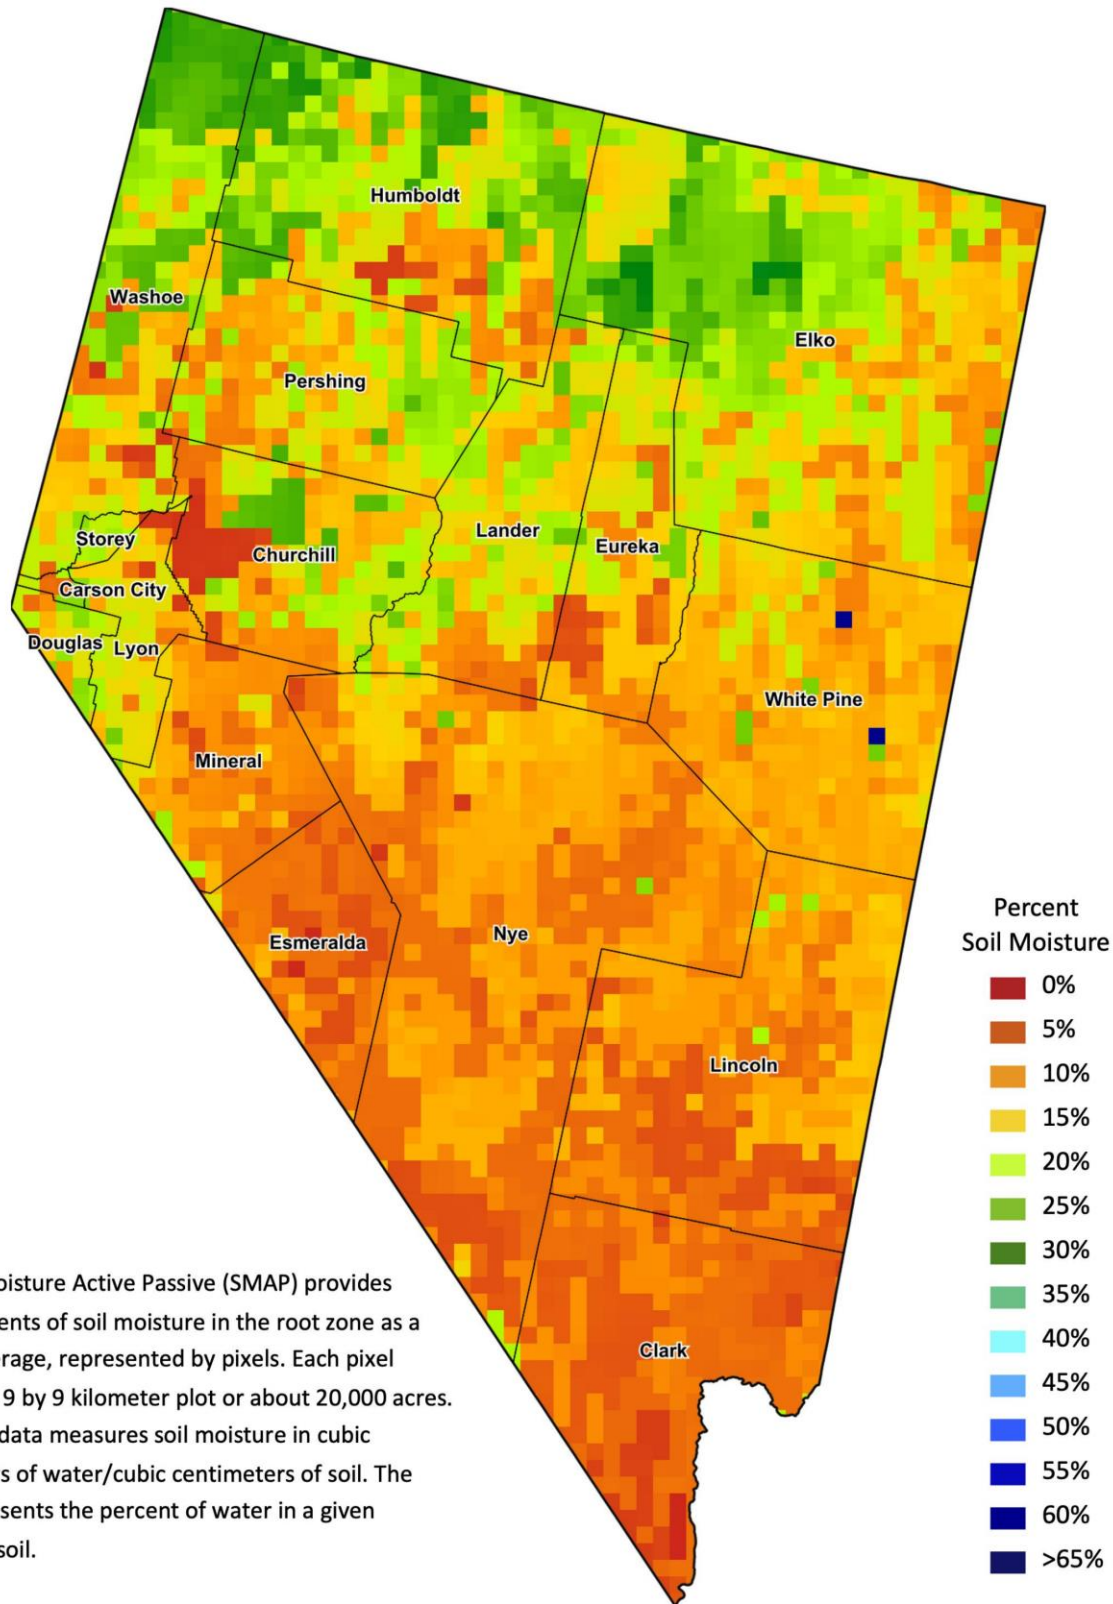 Humboldt
Washoe
Elko
Pershing
Lander
Storey
Churchill
Eureka
Carson City
Douglas
Lyon
White Pine
Mineral
Esmeralda
Nye
Lincoln
Clark
Percent
Soil Moisture
0%
5%
10%
15%
20%
25%
30%
35%
40%
45%
50%
55%
60%
>65%
oisture Active Passive (SMAP) provides
ents of soil moisture in the root zone as a
erage, represented by pixels. Each pixel
9 by 9 kilometer plot or about 20,000 acres.
data measures soil moisture in cubic
s of water/cubic centimeters of soil. The
sents the percent of water in a given
soil.